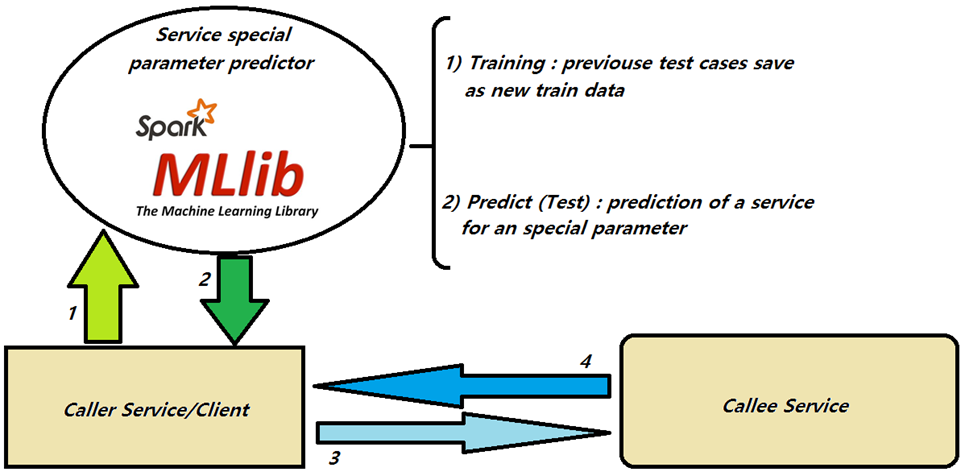 Service special
parameter predictor
Spark
MLlib
The Machine Learning Library
1) Training : previouse test cases save
as new train data
2) Predict (Test) : prediction of a service
for an special parameter
1
2
Caller Service/Client
4
3
Callee Service